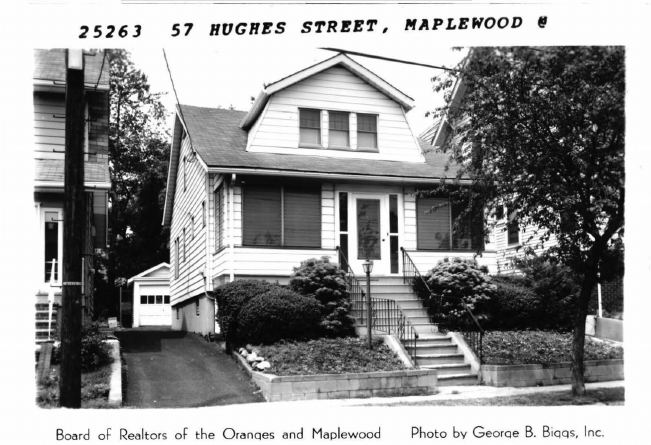 25263 57 HUGHES STREET, MAPLEWOOD @
Board of Realtors of the Oranges and Maplewood Photo by George B. Biggs, Inc.